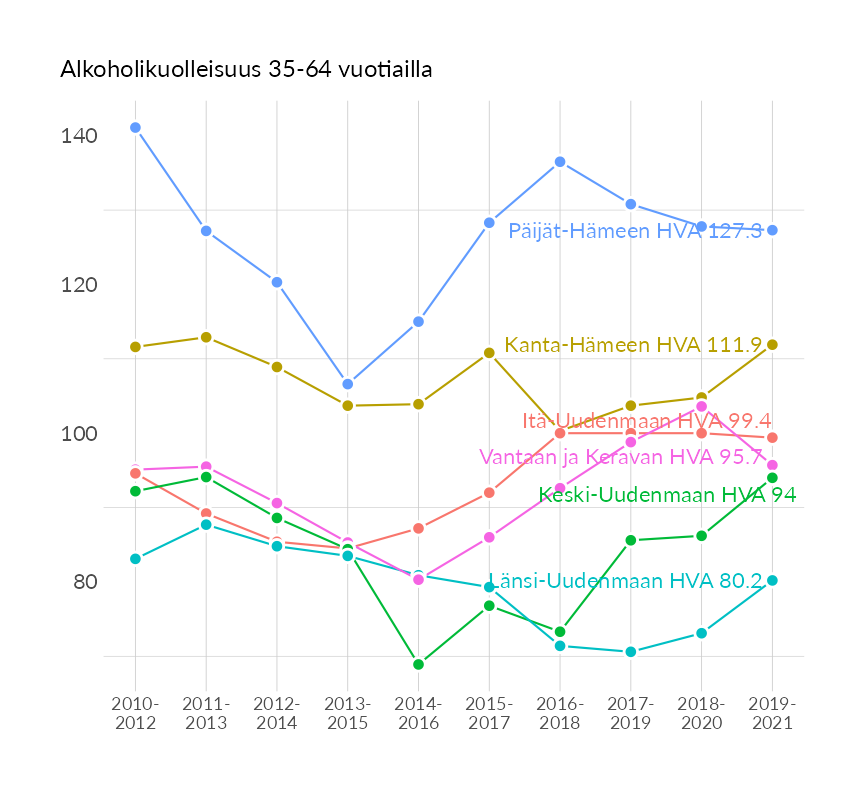 Alkoholikuolleisuus 35-64 vuotiailla
140
120
100
80
Päijät-Hämeen HVA 127.3
Kanta-Hämeen HVA 111.9
Itä-Uudenmaan HVA 99.4
Vantaan ja Keravan HVA 95.7
Keski-Uudenmaan HVA 94
Länsi-Uudenmaan HVA 80.2
2010- 2011- 2012- 2013- 2014- 2015- 2016- 2017- 2018- 2019-
2012 2013 2014 2015 2016 2017 2018 2019 2020 2021